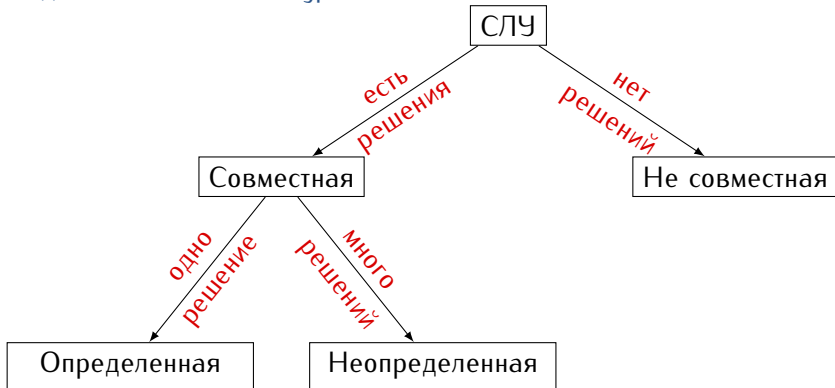 СЛУ
есть
решения
нет
решений
Совместная
Не совместная
одно
решение
много
решений
Определенная
Неопределенная